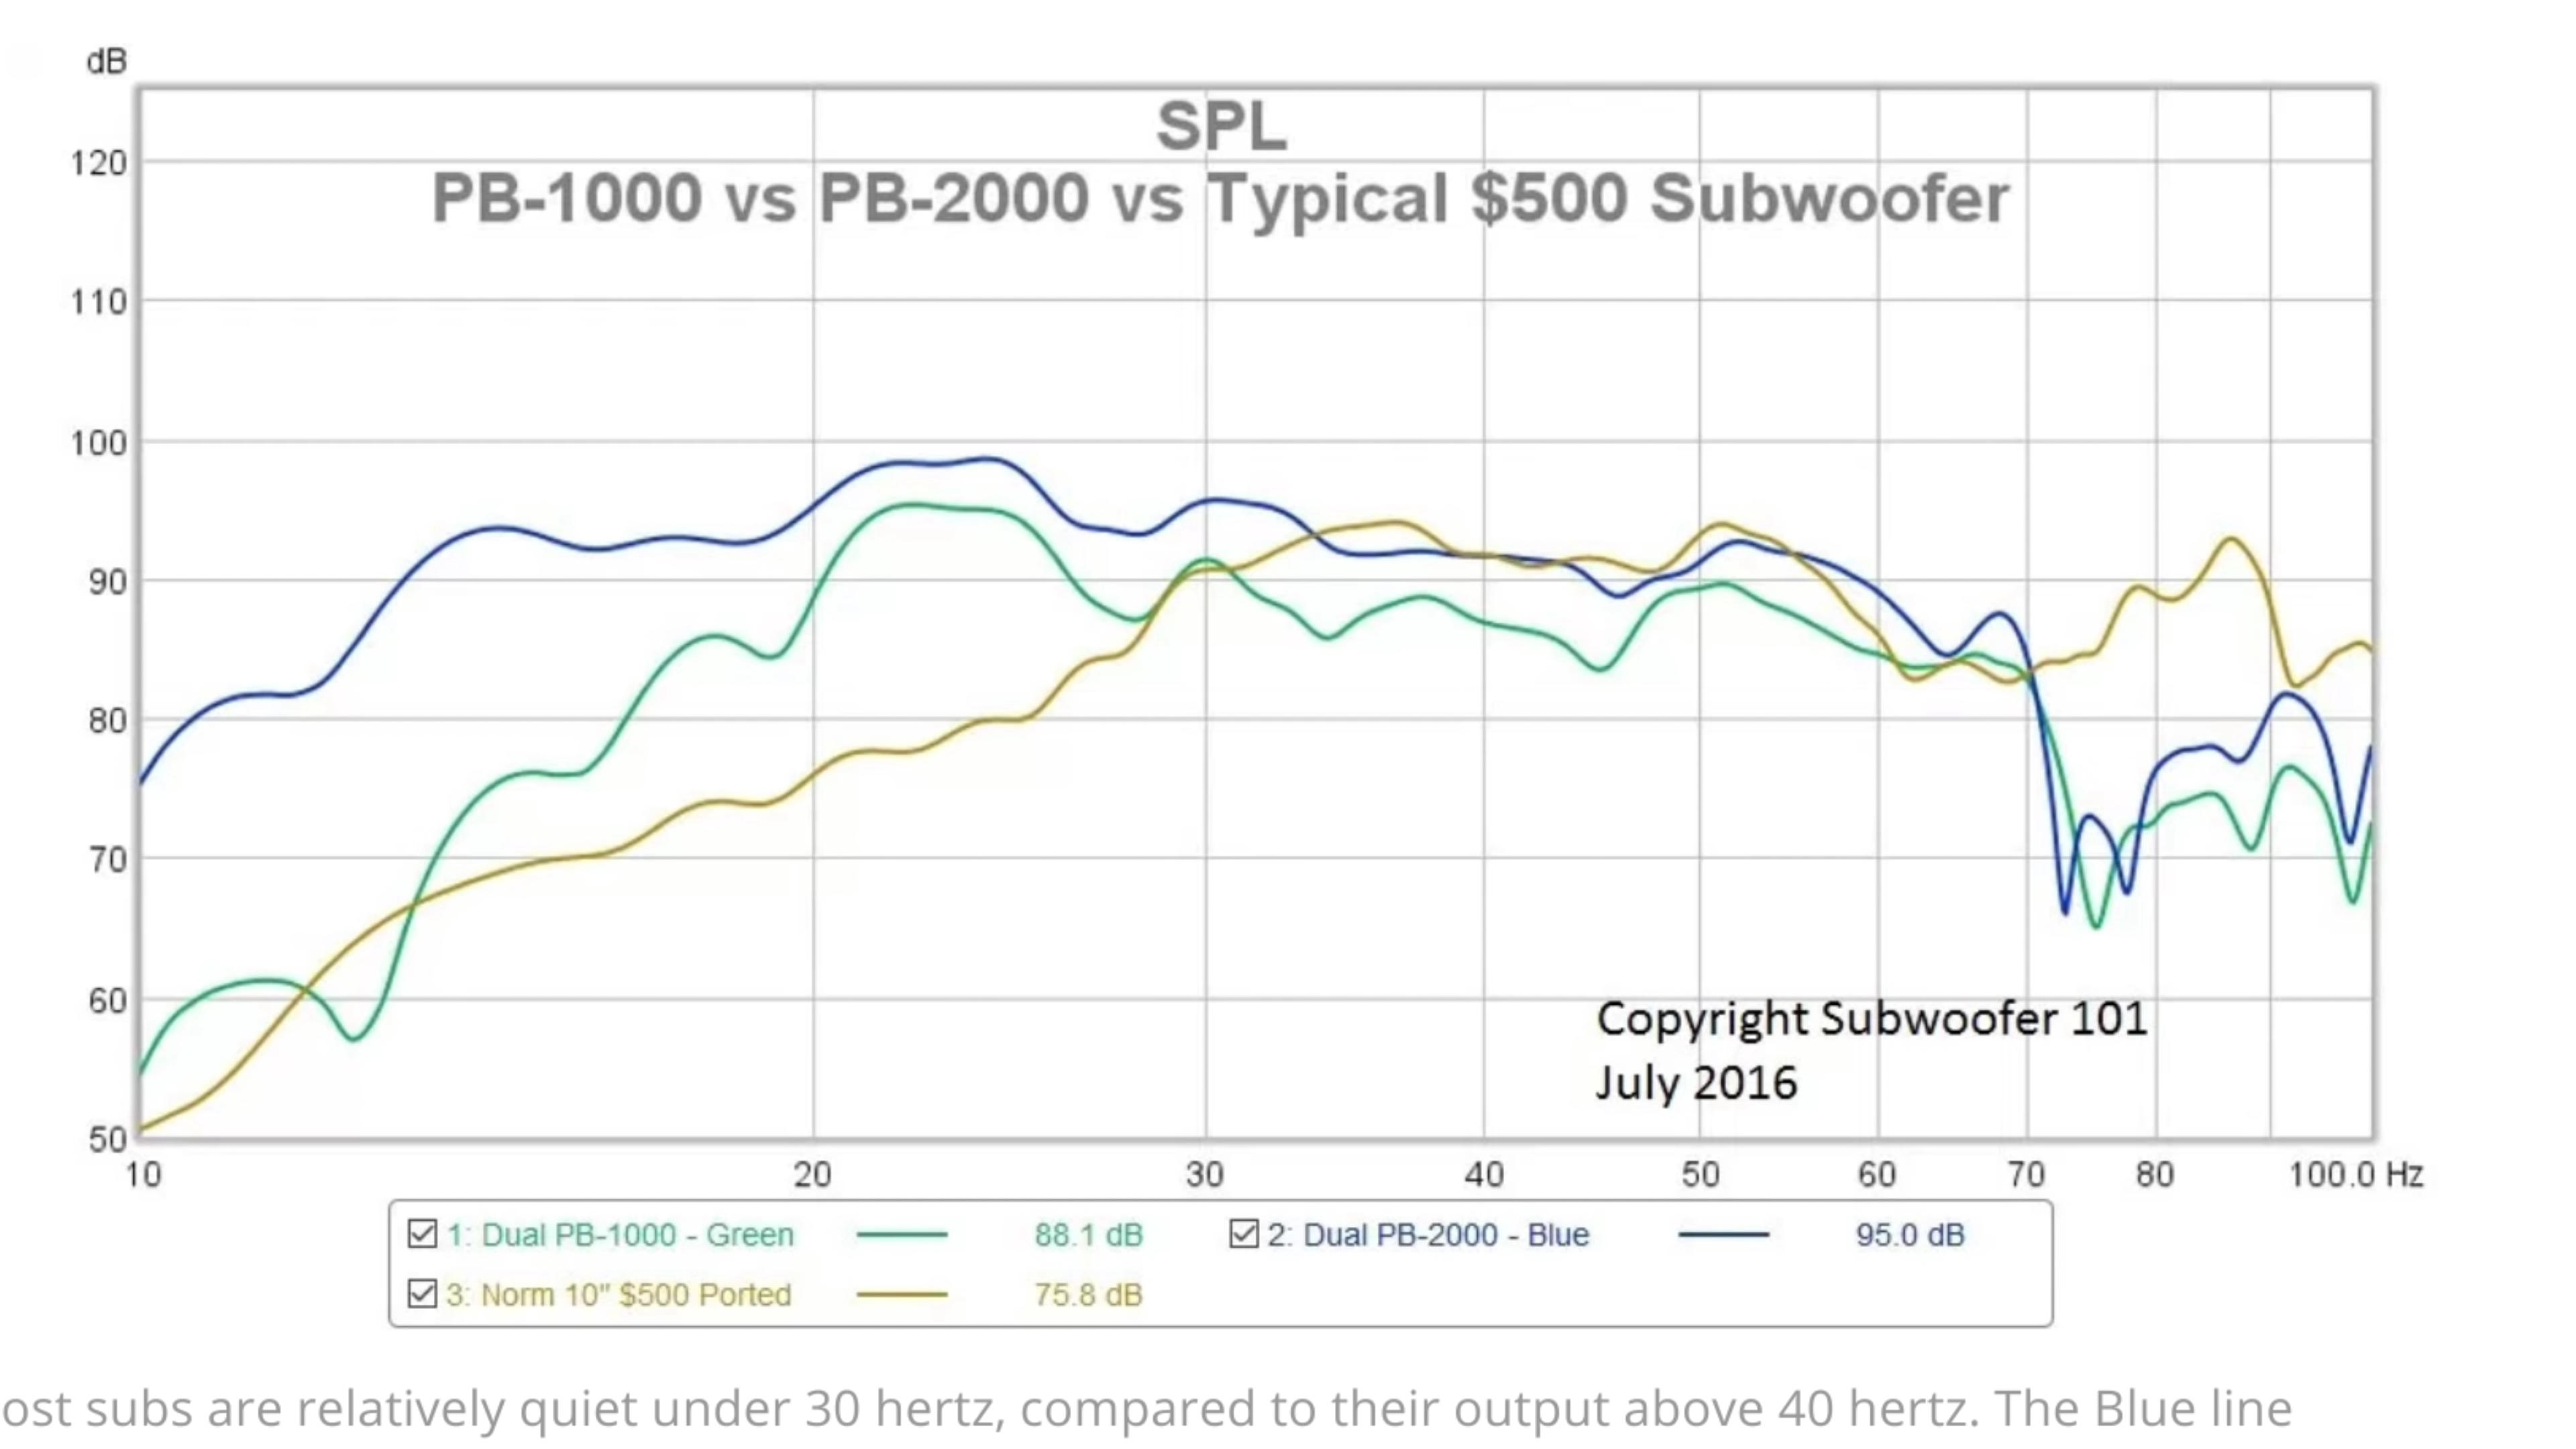 dB
SPL
PB-1000 vs PB-2000 vs Typical $500 Subwoofer
120
110
100
90
80
70
60
50
Copyright Subwoofer 101
July 2016
10 20 30 40 50 60 70 80 100.0 Hz
1: Dual PB-1000 - Green 88.1 dB 2: Dual PB-2000 - Blue 95.0 dB
3: Norm 10" $500 Ported 75.8 dB
ost subs are relatively quiet under 30 hertz, compared to their output above 40 hertz. The Blue line